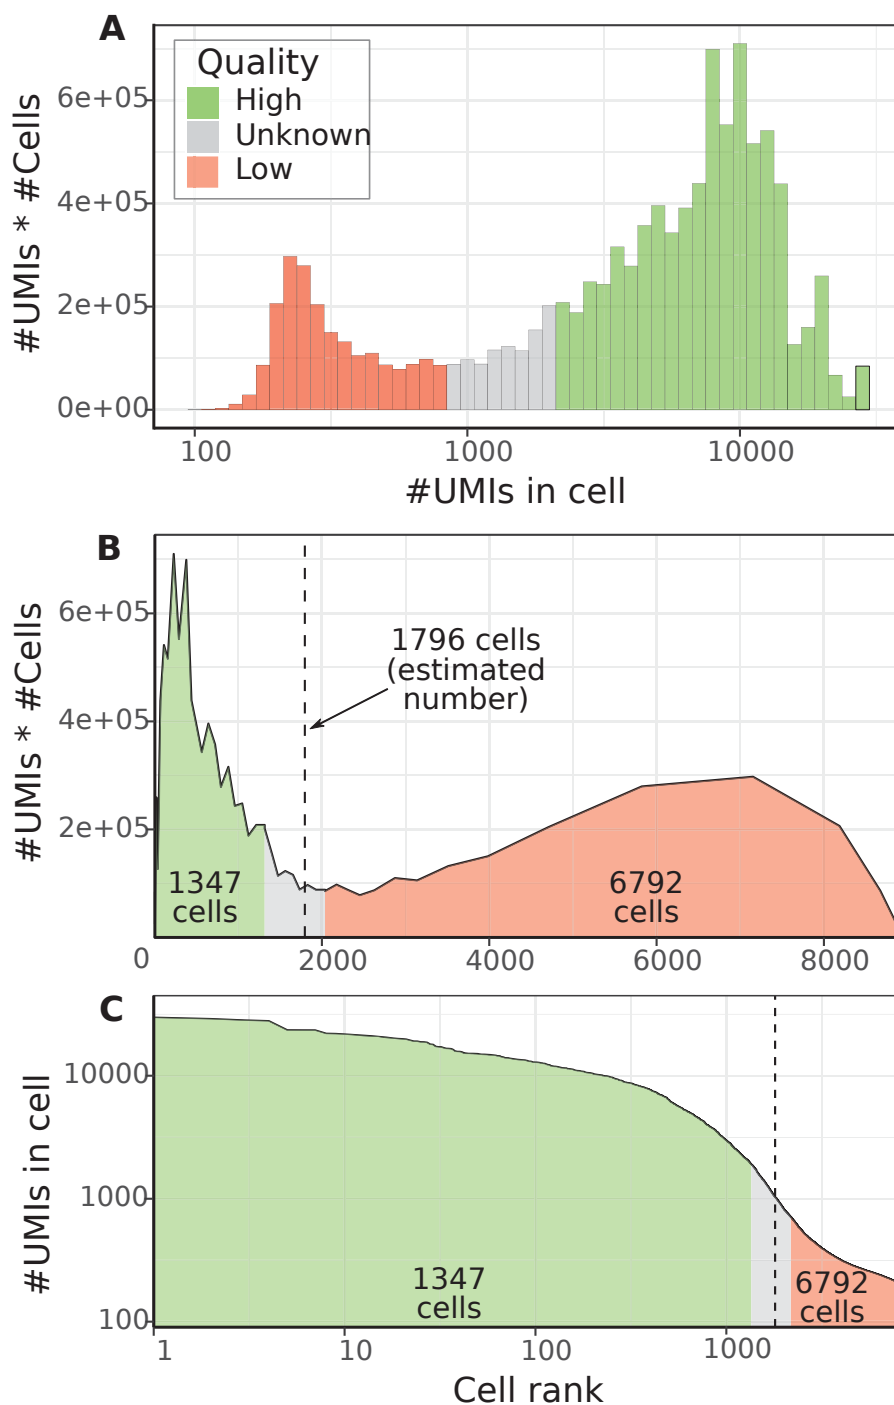 A
Quality
High
Unknown
Low
#UMIs * #Cells
6e+05
4e+05
2e+05
0e+00
100
1000
10000
#UMIs in cell
B
#UMIs * #Cells
6e+05
4e+05
2e+05
1796 cells
(estimated
number)
1347
cells
6792
cells
0
2000
4000
6000
8000
C
#UMIs in cell
10000
1000
100
1347
cells
6792
cells
1
10
100
1000
Cell rank